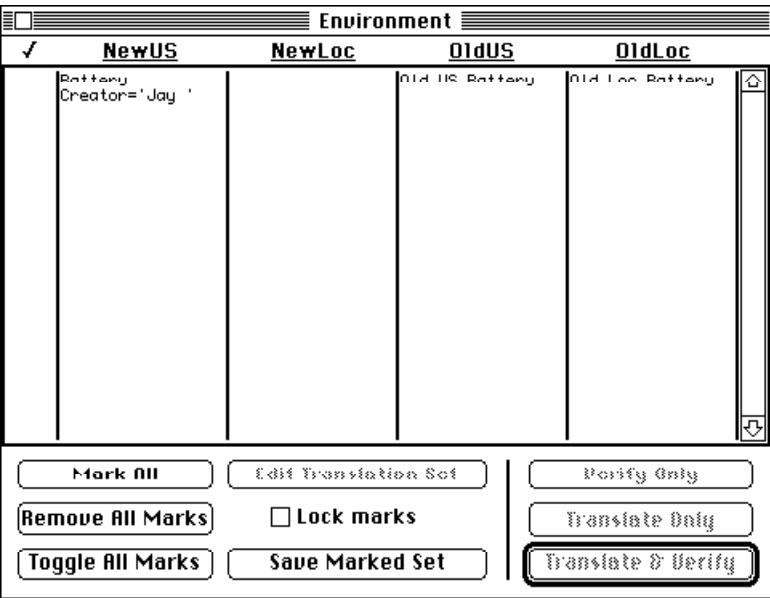 Environment
✓ NewUS NewLoc OldUS OldLoc
Battery Old US Battery Old Loc Battery
Creator='Jay '
Mark All Edit Translation Set Verify Only
Remove All Marks Lock marks Translate Only
Toggle All Marks Save Marked Set Translate & Verify